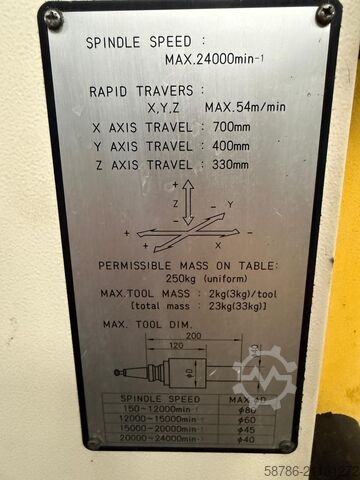 SPINDLE SPEED :
MAX.24000min-1
RAPID TRAVERS :
X,Y,Z MAX.54m/min
X AXIS TRAVEL : 700mm
Y AXIS TRAVEL : 400mm
Z AXIS TRAVEL : 330mm
+ + Y
Z
- -
- X +
PERMISSIBLE MASS ON TABLE:
250kg (uniform)
MAX.TOOL MASS : 2kg(3kg)/tool
[total mass : 23kg(33kg)]
MAX. TOOL DIM.
200
120
φD
SPINDLE SPEED MAX φD
150~12000min-1 φ80
12000~15000min-1 φ60
15000~20000min-1 φ45
20000~24000min-1 φ40